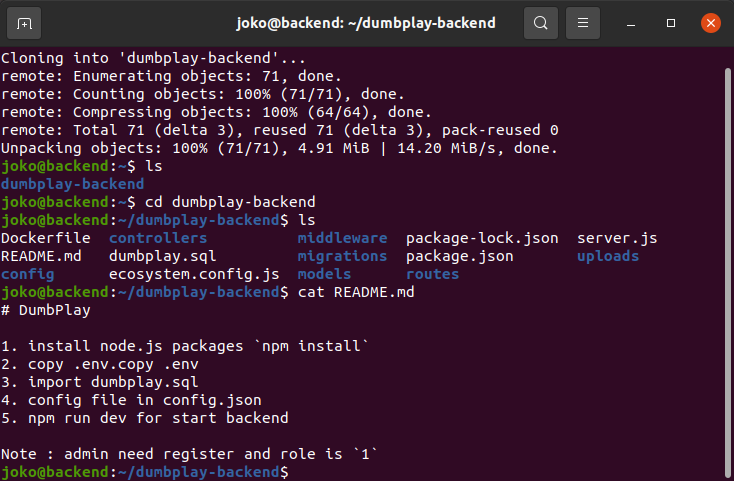 joko@backend: ~/dumbplay-backend
Cloning into 'dumbplay-backend'...
remote: Enumerating objects: 71, done.
remote: Counting objects: 100% (71/71), done.
remote: Compressing objects: 100% (64/64), done.
remote: Total 71 (delta 3), reused 71 (delta 3), pack-reused 0
Unpacking objects: 100% (71/71), 4.91 MiB | 14.20 MiB/s, done.
joko@backend:~$ ls
dumbplay-backend
joko@backend:~$ cd dumbplay-backend
joko@backend:~/dumbplay-backend$ ls
Dockerfile  controllers          middleware  package-lock.json  server.js
README.md   dumbplay.sql         migrations  package.json       uploads
config      ecosystem.config.js  models      routes
joko@backend:~/dumbplay-backend$ cat README.md
# DumbPlay
1. install node.js packages `npm install`
2. copy .env.copy .env
3. import dumbplay.sql
4. config file in config.json
5. npm run dev for start backend
Note : admin need register and role is `1`
joko@backend:~/dumbplay-backend$